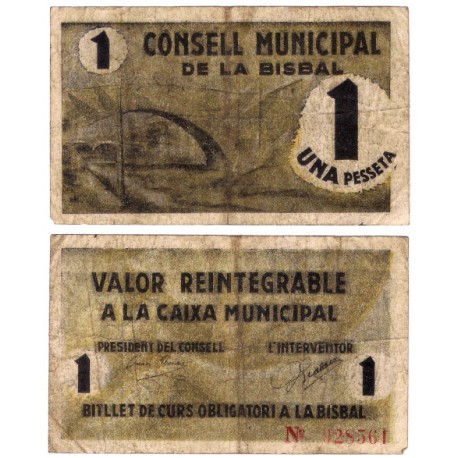 1
CONSELL MUNICIPAL
DE LA BISBAL
1
UNA PESSETA
VALOR REINTEGRABLE
A LA CAIXA MUNICIPAL
PRESIDENT DEL CONSELL L'INTERVENTOR
1 1
BITLLET DE CURS OBLIGATORI A LA BISBAL
Nº 028561